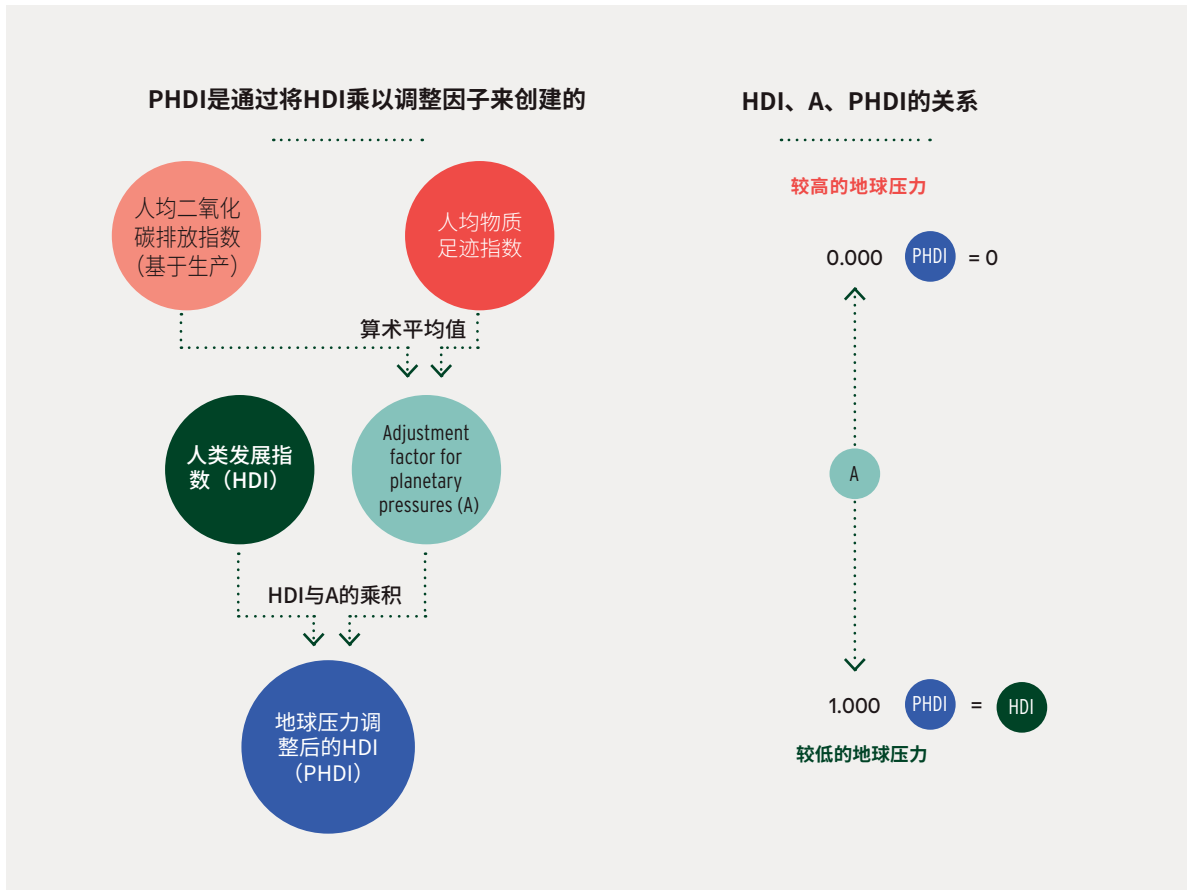 PHDI是通过将HDI乘以调整因子来创建的
人均二氧化
碳排放指数
（基于生产）
人均物质
足迹指数
算术平均值
人类发展指
数（HDI）
Adjustment
factor for
planetary
pressures (A)
HDI与A的乘积
地球压力调
整后的HDI
（PHDI）
HDI、A、PHDI的关系
较高的地球压力
0.000 PHDI = 0
A
1.000 PHDI = HDI
较低的地球压力